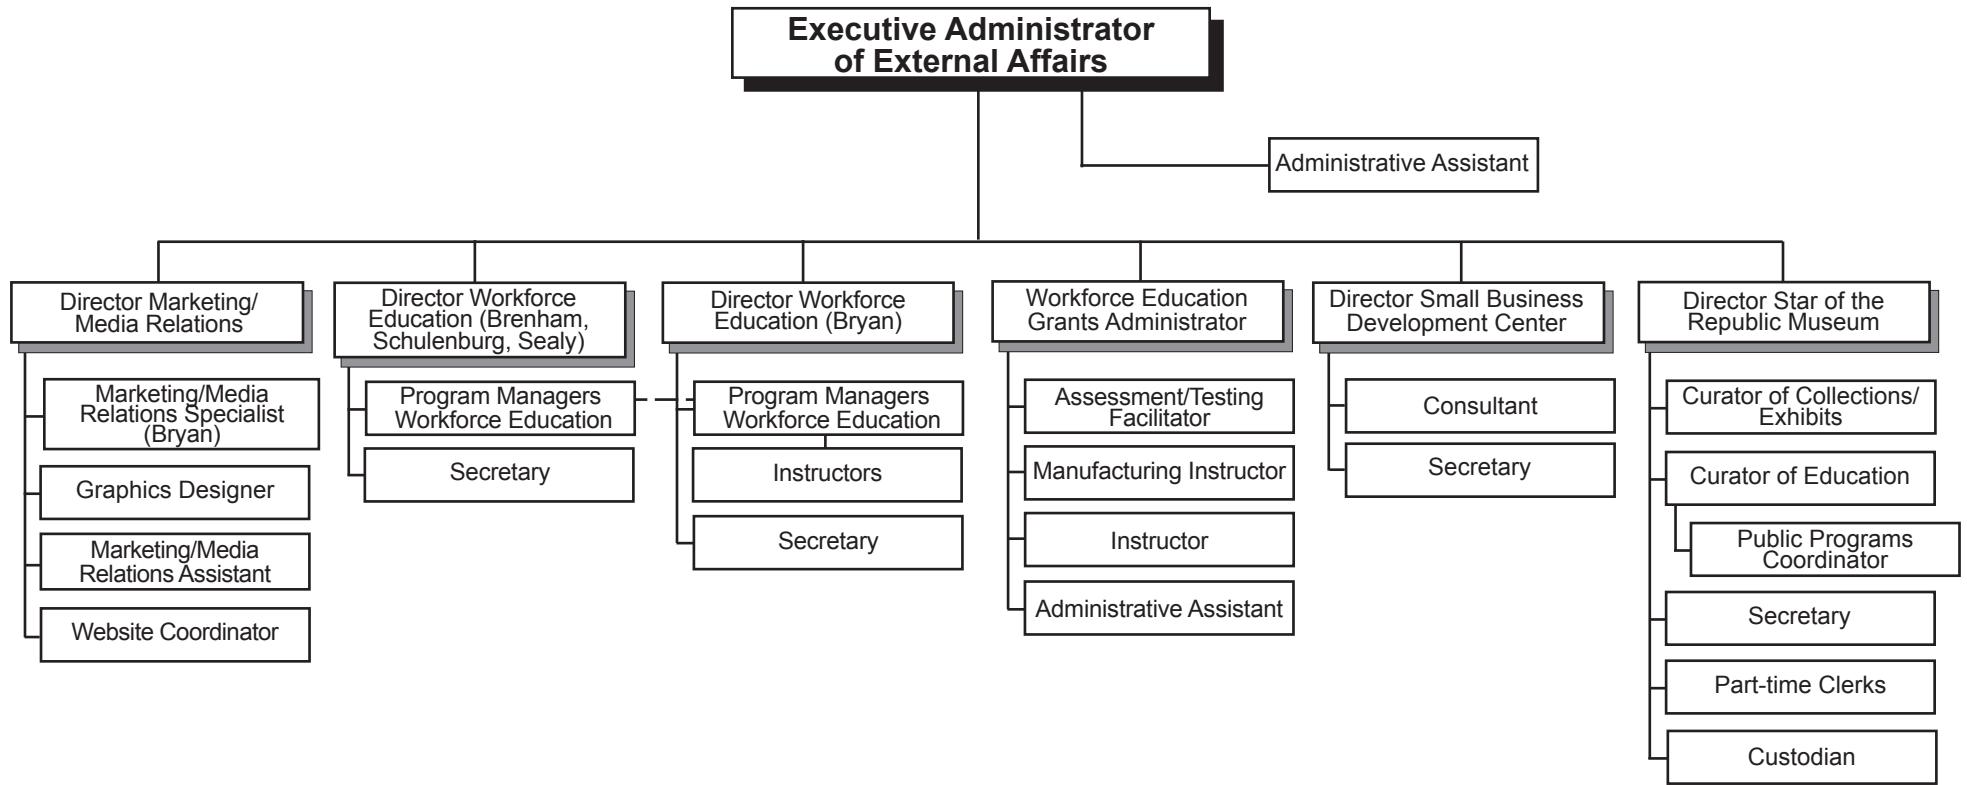 Executive Administrator
of External Affairs
Administrative Assistant
Director Marketing/
Media Relations
Marketing/Media
Relations Specialist
(Bryan)
Graphics Designer
Marketing/Media
Relations Assistant
Website Coordinator
Director Workforce
Education (Brenham,
Schulenburg, Sealy)
Program Managers
Workforce Education
Secretary
Director Workforce
Education (Bryan)
Program Managers
Workforce Education
Instructors
Secretary
Workforce Education
Grants Administrator
Assessment/Testing
Facilitator
Manufacturing Instructor
Instructor
Administrative Assistant
Director Small Business
Development Center
Consultant
Secretary
Director Star of the
Republic Museum
Curator of Collections/
Exhibits
Curator of Education
Public Programs
Coordinator
Secretary
Part-time Clerks
Custodian